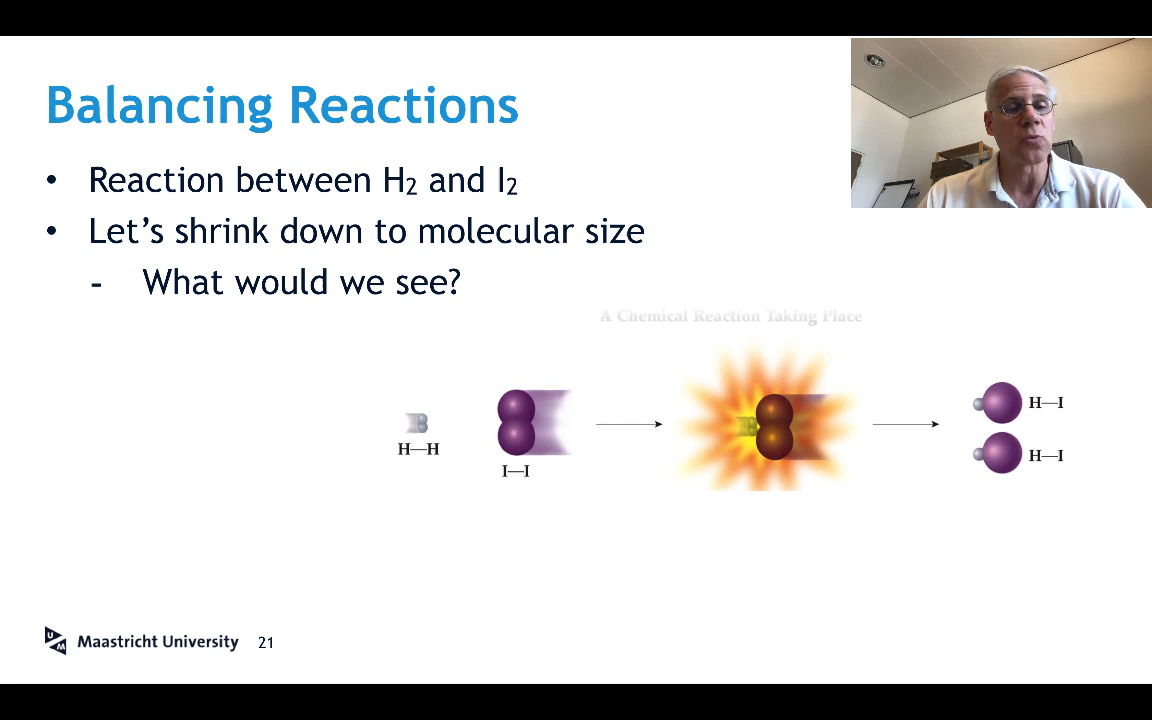 Balancing Reactions
• Reaction between H₂ and I₂
• Let’s shrink down to molecular size
- What would we see?
A Chemical Reaction Taking Place
H—H
I—I
H—I
H—I
UM Maastricht University 21